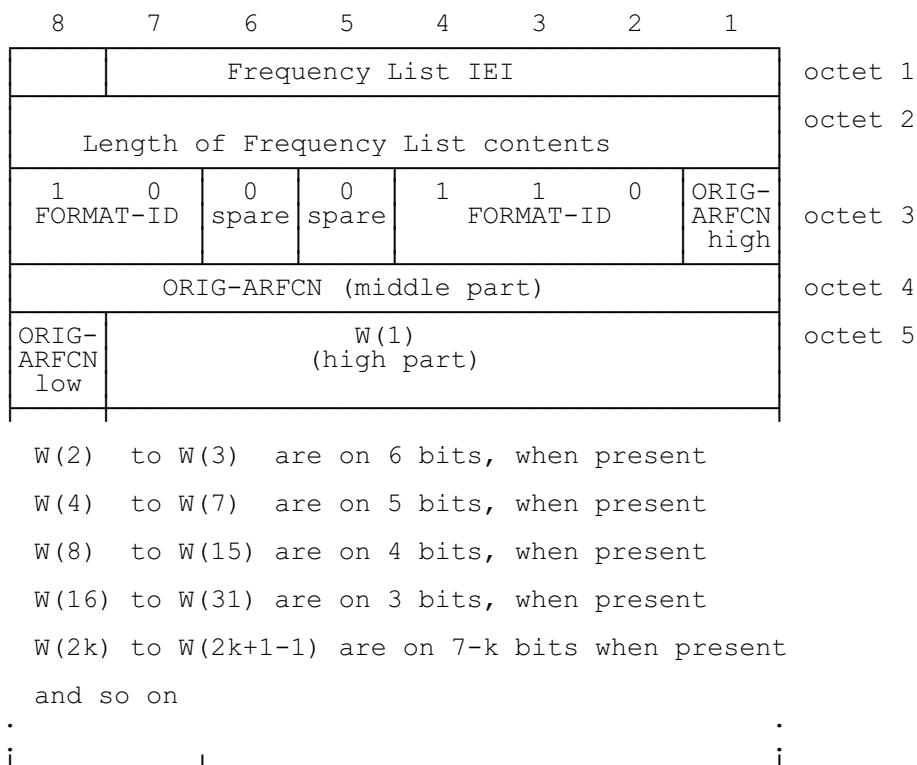 8 7 6 5 4 3 2 1
Frequency List IEI octet 1
octet 2
Length of Frequency List contents
1 0 0 0 1 1 0 ORIG-
FORMAT-ID spare spare FORMAT-ID ARFCN octet 3
high
ORIG-ARFCN (middle part) octet 4
ORIG- W(1) octet 5
ARFCN (high part)
low
W(2) to W(3) are on 6 bits, when present
W(4) to W(7) are on 5 bits, when present
W(8) to W(15) are on 4 bits, when present
W(16) to W(31) are on 3 bits, when present
W(2k) to W(2k+1-1) are on 7-k bits when present
and so on